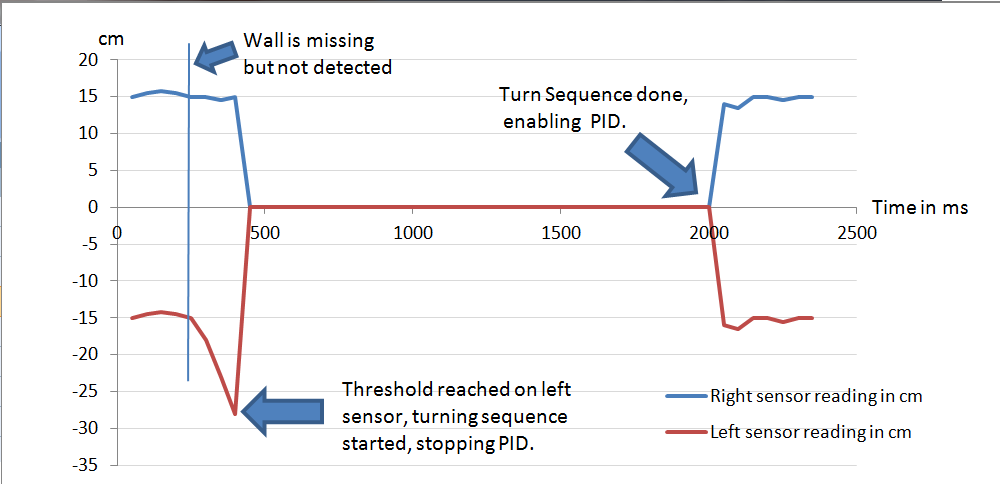 cm
Wall is missing
but not detected
20
15
10
5
0
-5
-10
-15
-20
-25
-30
-35
Turn Sequence done,
enabling PID.
0
500
1000
1500
2000
2500
Time in ms
Threshold reached on left
sensor, turning sequence
started, stopping PID.
Right sensor reading in cm
Left sensor reading in cm